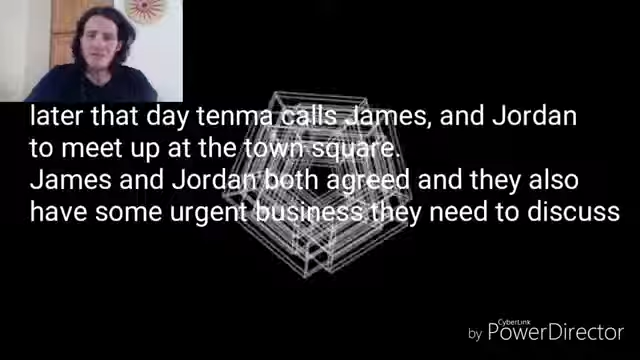 later that day tenma calls James, and Jordan
to meet up at the town square.
James and Jordan both agreed and they also
have some urgent business they need to discuss
by CyberLink PowerDirector